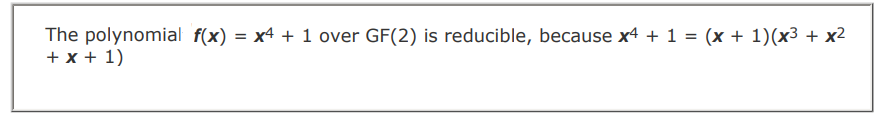 The polynomial f(x) = x4 + 1 over GF(2) is reducible, because x4 + 1 = (x + 1)(x3 + x2
+ x + 1)